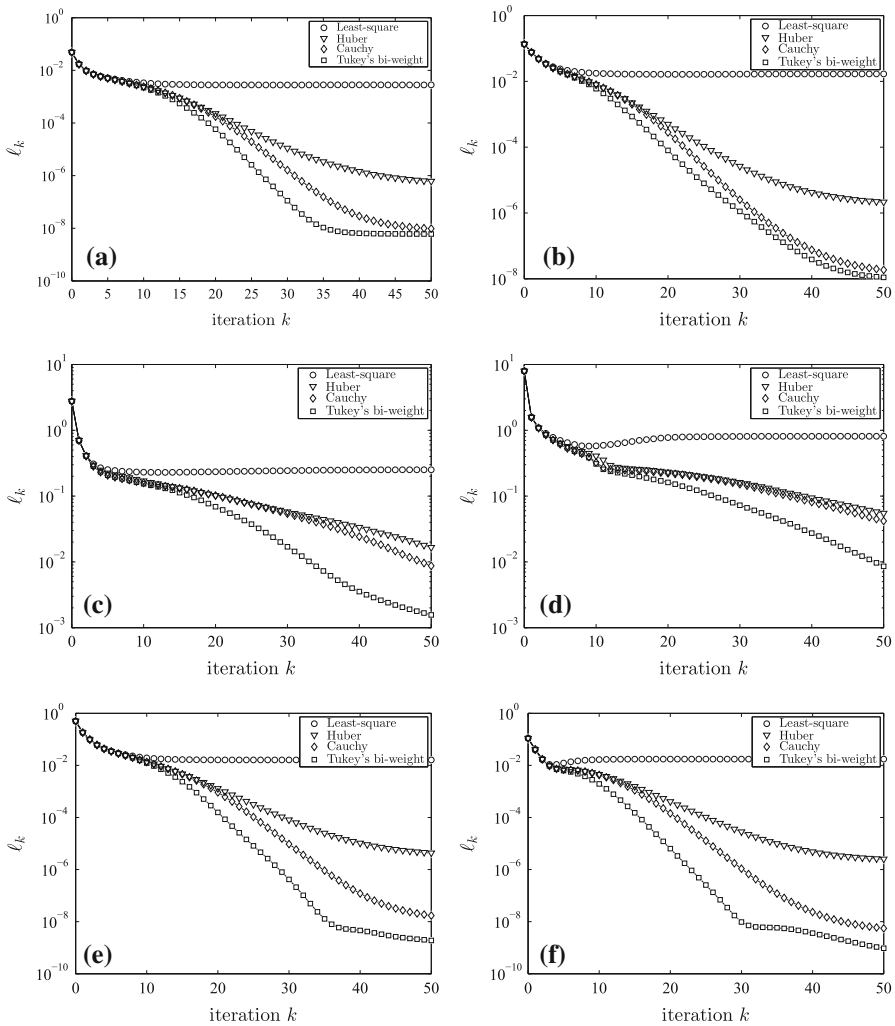 10^0
10^-2
10^-4
10^-6
10^-8
10^-10
ℓ_k
Least-square
Huber
Cauchy
Tukey's bi-weight
(a)
0 5 10 15 20 25 30 35 40 45 50
iteration k
10^0
10^-2
10^-4
10^-6
10^-8
ℓ_k
Least-square
Huber
Cauchy
Tukey's bi-weight
(b)
0 10 20 30 40 50
iteration k
10^1
10^0
10^-1
10^-2
10^-3
ℓ_k
Least-square
Huber
Cauchy
Tukey's bi-weight
(c)
0 10 20 30 40 50
iteration k
10^1
10^0
10^-1
10^-2
10^-3
ℓ_k
Least-square
Huber
Cauchy
Tukey's bi-weight
(d)
0 10 20 30 40 50
iteration k
10^0
10^-2
10^-4
10^-6
10^-8
10^-10
ℓ_k
Least-square
Huber
Cauchy
Tukey's bi-weight
(e)
0 10 20 30 40 50
iteration k
10^0
10^-2
10^-4
10^-6
10^-8
10^-10
ℓ_k
Least-square
Huber
Cauchy
Tukey's bi-weight
(f)
0 10 20 30 40 50
iteration k